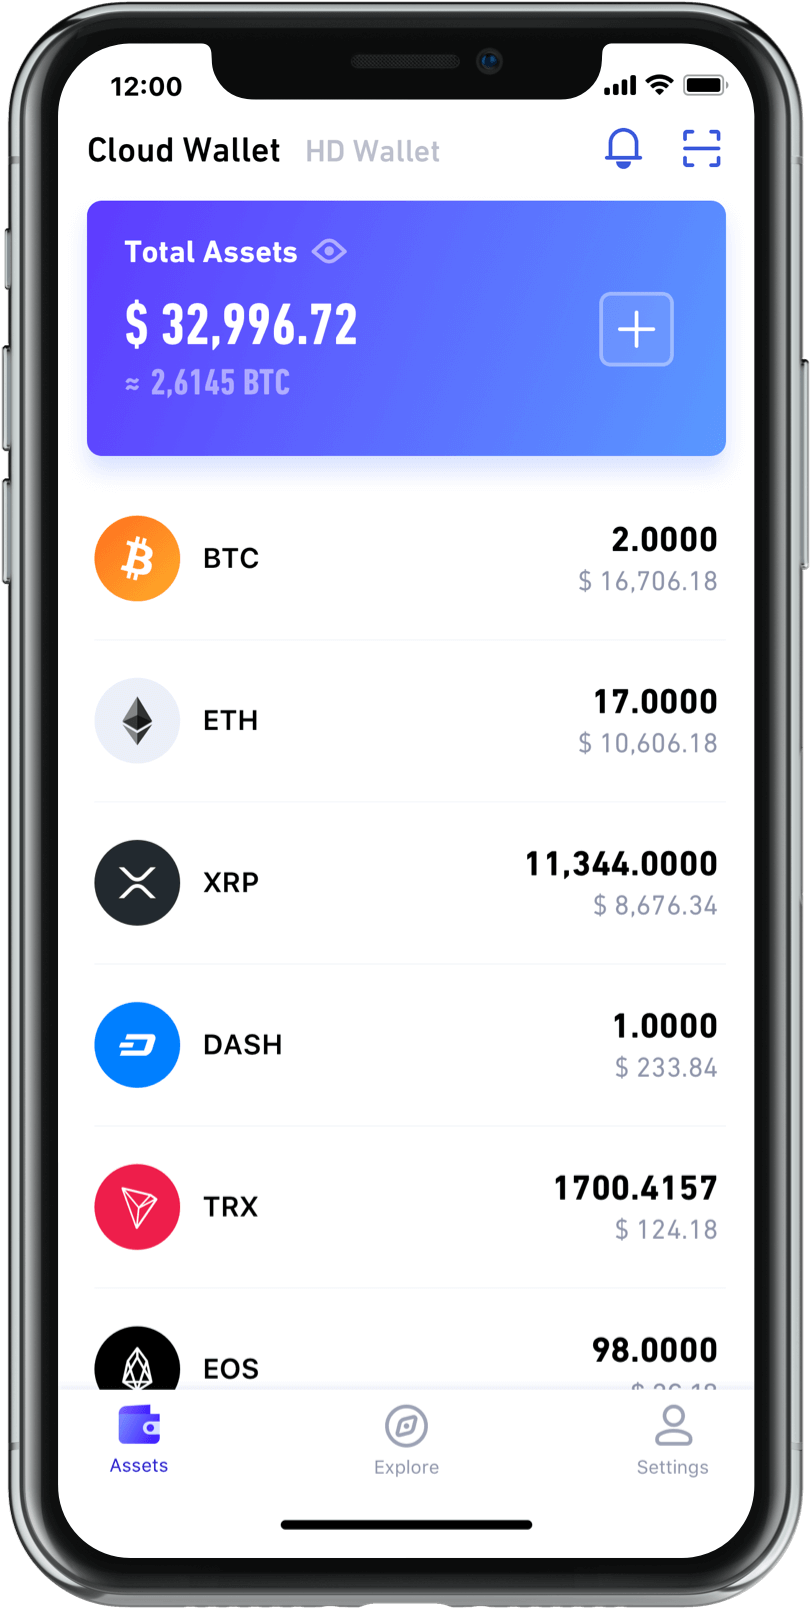 12:00
Cloud Wallet HD Wallet
Total Assets
$ 32,996.72
≈ 2,6145 BTC
BTC 2.0000
$ 16,706.18
ETH 17.0000
$ 10,606.18
XRP 11,344.0000
$ 8,676.34
DASH 1.0000
$ 233.84
TRX 1700.4157
$ 124.18
EOS 98.0000
Assets Explore Settings